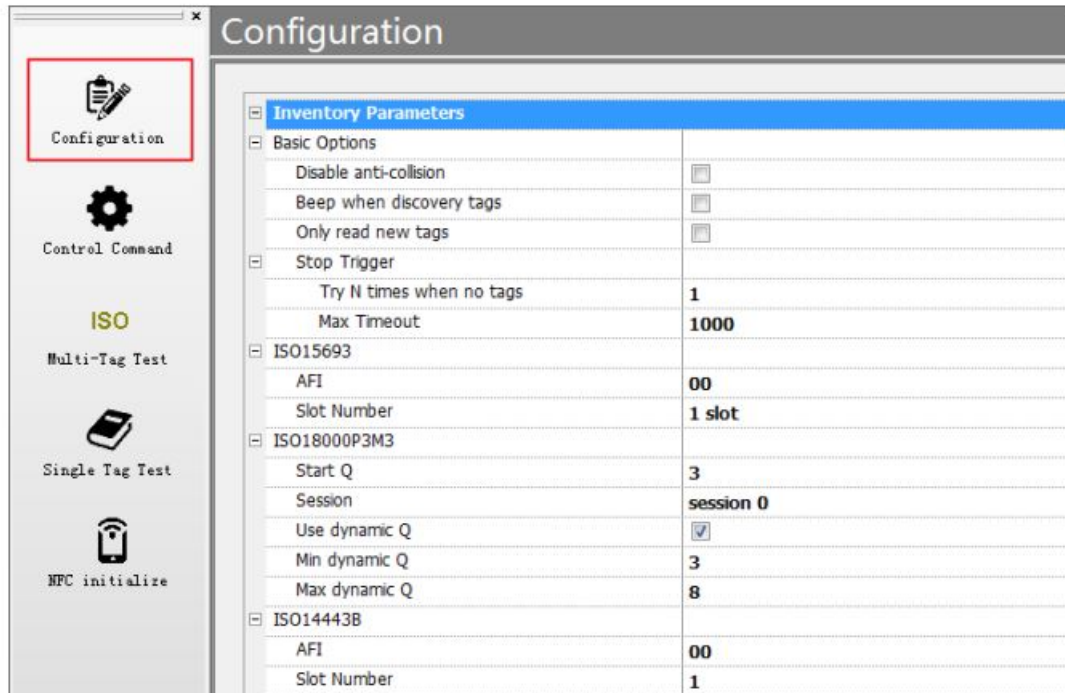 Configuration
Configuration
Control Command
ISO
Multi-Tag Test
Single Tag Test
NFC initialize
Inventory Parameters
Basic Options
Disable anti-collision
Beep when discovery tags
Only read new tags
Stop Trigger
Try N times when no tags 1
Max Timeout 1000
ISO15693
AFI 00
Slot Number 1 slot
ISO18000P3M3
Start Q 3
Session session 0
Use dynamic Q
Min dynamic Q 3
Max dynamic Q 8
ISO14443B
AFI 00
Slot Number 1